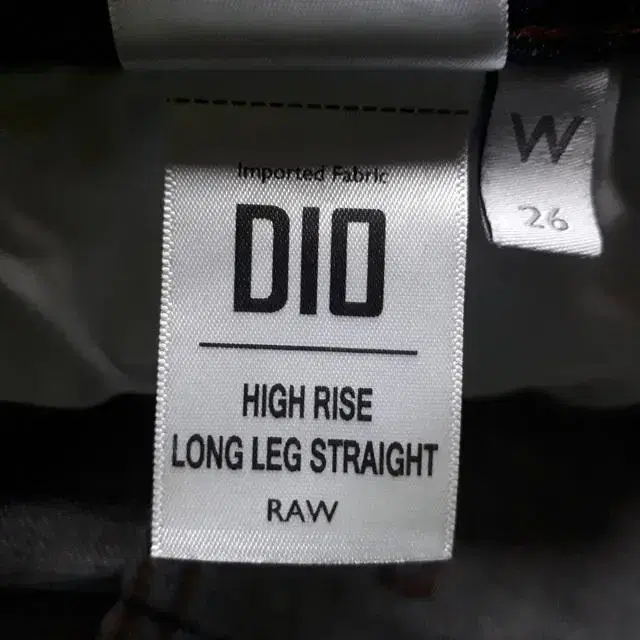 Imported Fabric
DIO
HIGH RISE
LONG LEG STRAIGHT
RAW
W
26